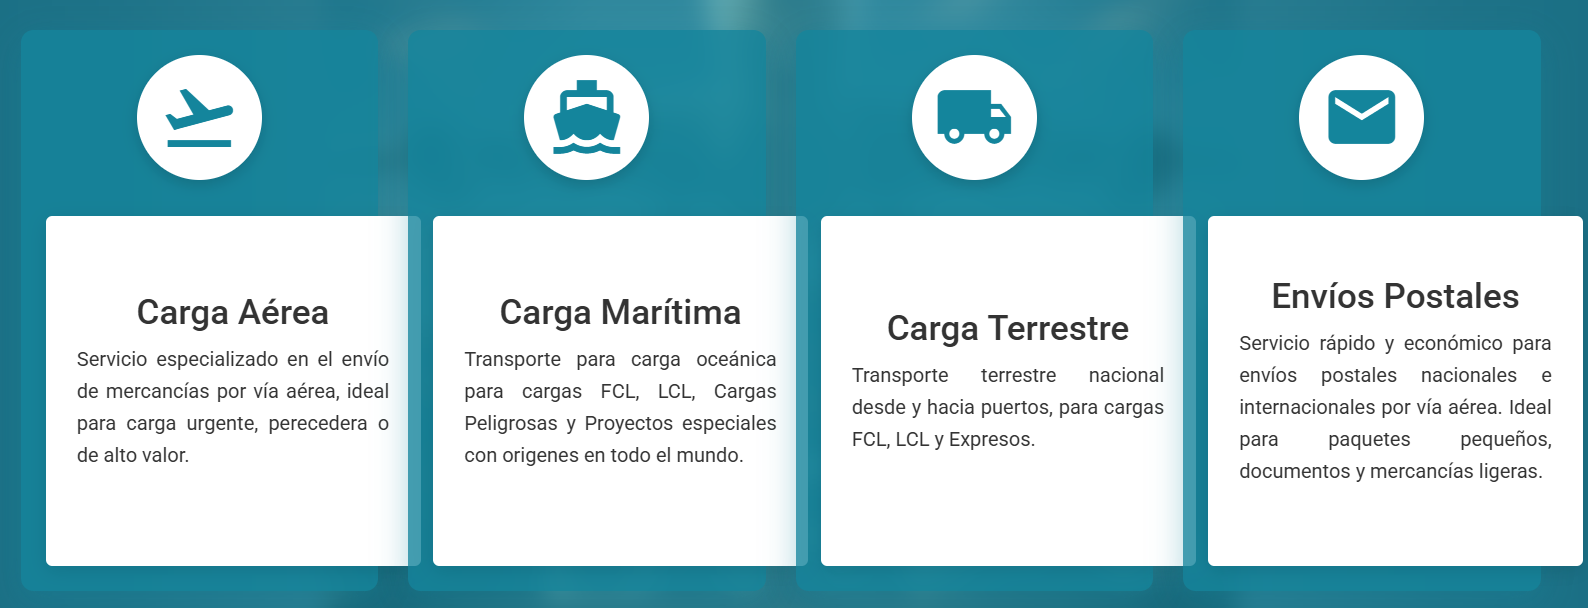 Carga Aérea
Servicio especializado en el envío
de mercancías por vía aérea, ideal
para carga urgente, perecedera o
de alto valor.
Carga Marítima
Transporte para carga oceánica
para cargas FCL, LCL, Cargas
Peligrosas y Proyectos especiales
con origenes en todo el mundo.
Carga Terrestre
Transporte terrestre nacional
desde y hacia puertos, para cargas
FCL, LCL y Expresos.
Envíos Postales
Servicio rápido y económico para
envíos postales nacionales e
internacionales por vía aérea. Ideal
para paquetes pequeños,
documentos y mercancías ligeras.